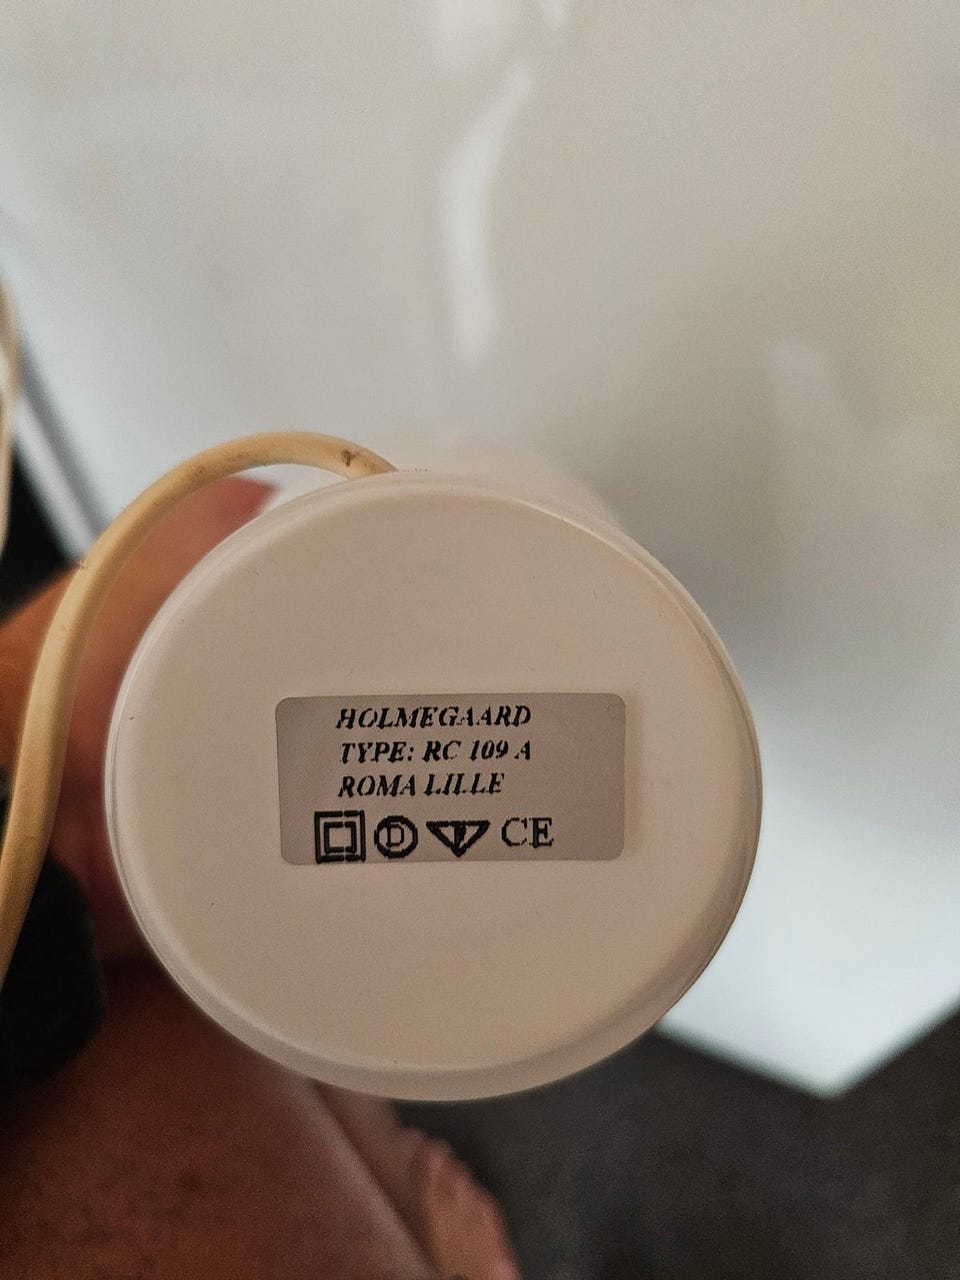 HOLMEGAARD
TYPE: RC 109 A
ROMA LILLE
D F CE